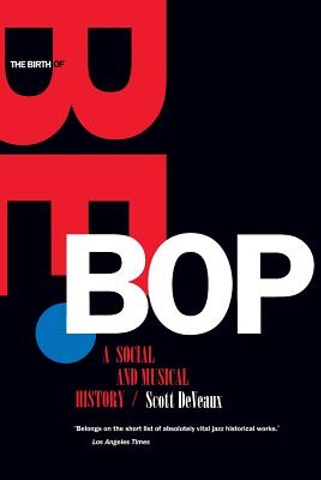 THE BIRTH OF
BE
BOP
A SOCIAL
AND MUSICAL
HISTORY / Scott DeVeaux
"Belongs on the short list of absolutely vital jazz historical works."
Los Angeles Times